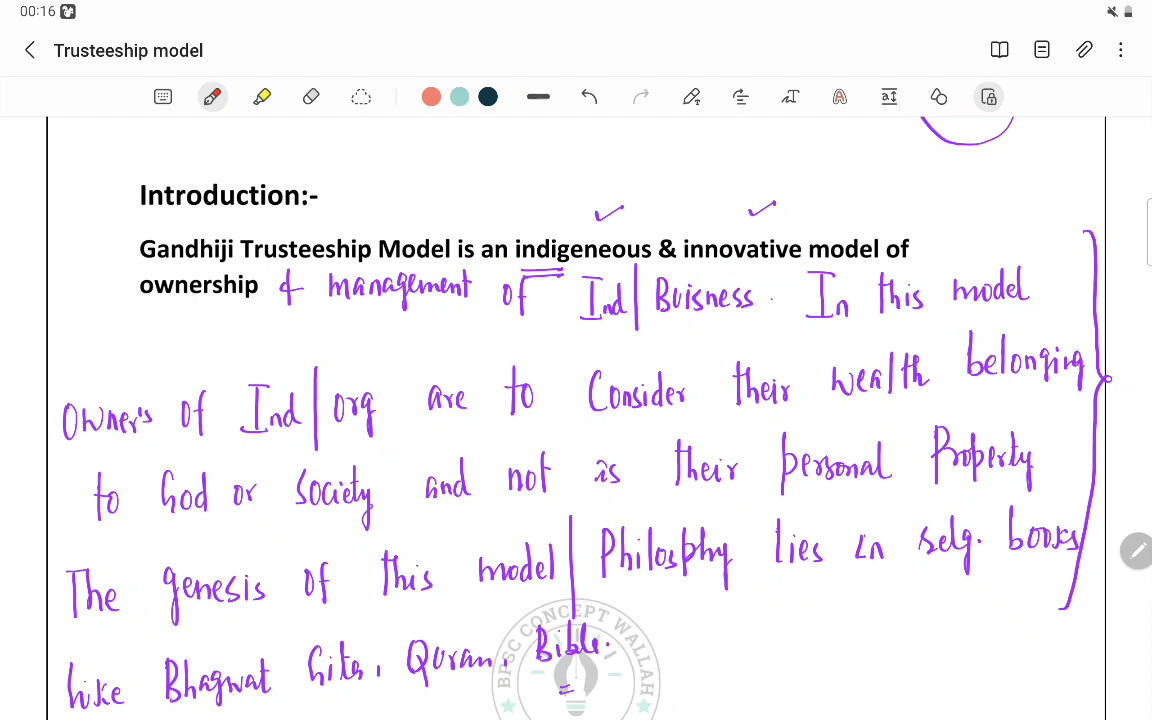 00:16
Trusteeship model
Introduction:-
Gandhiji Trusteeship Model is an indigeneous & innovative model of
ownership & management of Ind| Buisness. In this model
Owner's of Ind|org are to Consider their wealth belonging
to God or Society and not is their personal Property
The genesis of this model| Philosphy lies in relg. books
like Bhagwat Gita, Quran, Bible.
BPSC CONCEPT WALLAH